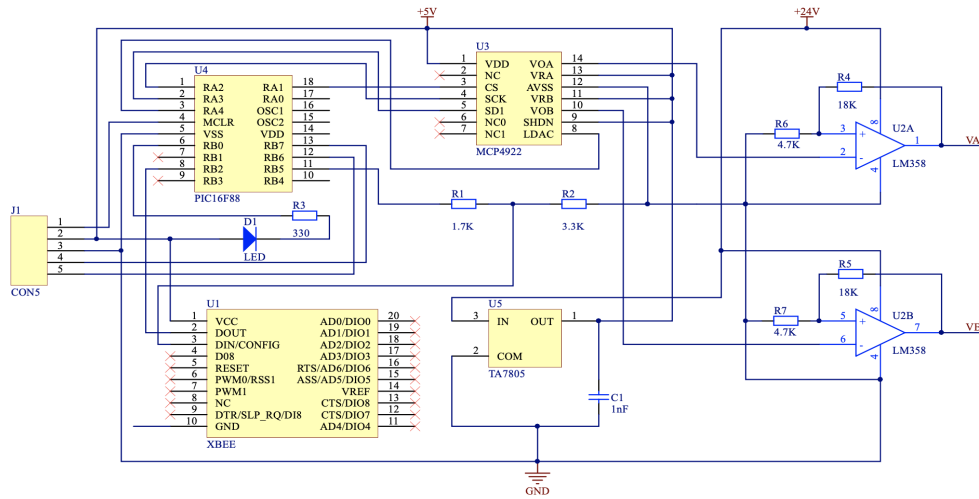 +5V
+24V
U3
1 VDD VOA 14
2 NC VRA 13
3 CS AVSS 12
4 SCK VRB 11
5 SD1 VOB 10
6 NC0 SHDN 9
7 NC1 LDAC 8
MCP4922
U4
1 RA2 RA1 18
2 RA3 RA0 17
3 RA4 OSC1 16
4 MCLR OSC2 15
5 VSS VDD 14
6 RB0 RB7 13
7 RB1 RB6 12
8 RB2 RB5 11
9 RB3 RB4 10
PIC16F88
R4
18K
R6
4.7K
3
+
2
-
8
4
1
U2A
LM358
VA
R1
1.7K
R2
3.3K
R3
330
D1
LED
J1
1
2
3
4
5
CON5
U1
1 VCC AD0/DIO0 20
2 DOUT AD1/DIO1 19
3 DIN/CONFIG AD2/DIO2 18
4 D08 AD3/DIO3 17
5 RESET RTS/AD6/DIO6 16
6 PWM0/RSS1 ASS/AD5/DIO5 15
7 PWM1 VREF 14
8 NC CTS/DIO8 13
9 DTR/SLP_RQ/DI8 CTS/DIO7 12
10 GND AD4/DIO4 11
XBEE
U5
3 IN OUT 1
2 COM
TA7805
C1
1nF
R5
18K
R7
4.7K
5
+
6
-
8
4
7
U2B
LM358
GND